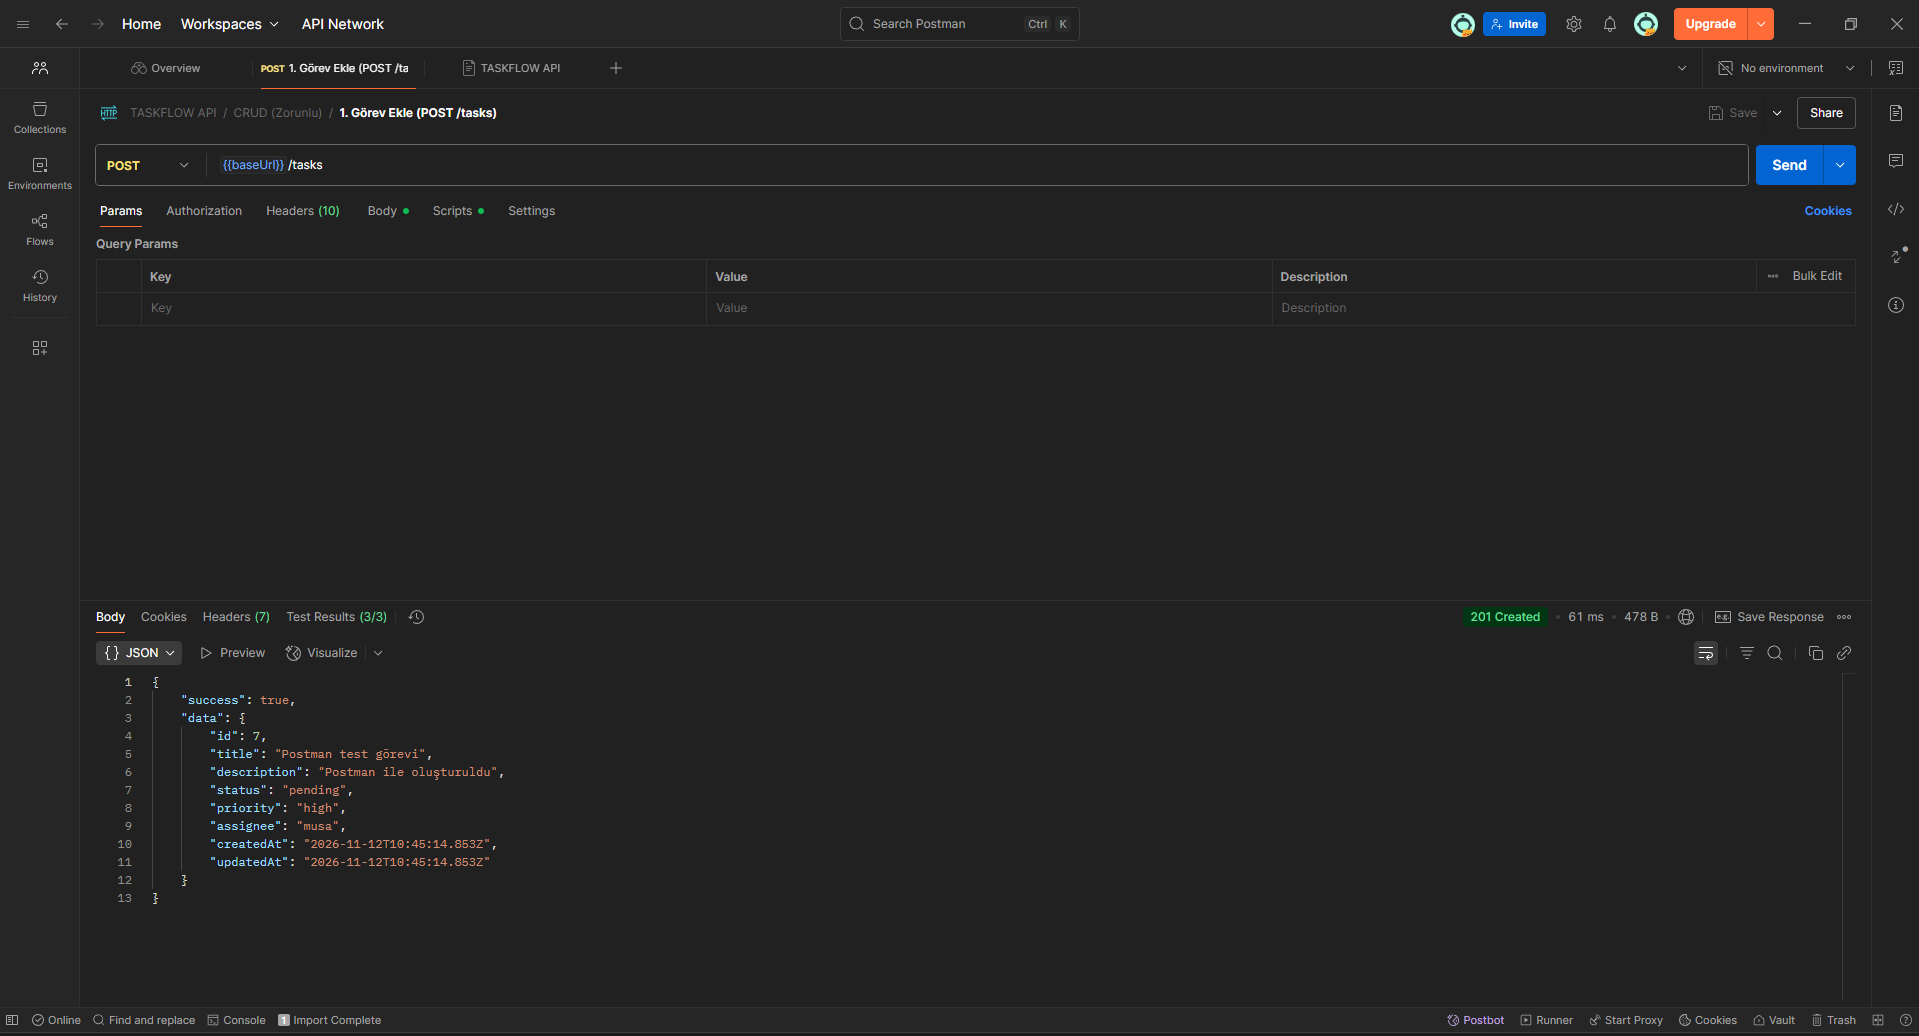 Home Workspaces API Network Search Postman Ctrl K Invite Upgrade
Overview POST 1. Görev Ekle (POST /ta TASKFLOW API No environment
HTTP TASKFLOW API / CRUD (Zorunlu) / 1. Görev Ekle (POST /tasks) Save Share
Collections
POST {{baseUrl}} /tasks Send
Environments
Params Authorization Headers (10) Body Scripts Settings Cookies
Flows
Query Params
Key Value Description Bulk Edit
History
Key Value Description
Body Cookies Headers (7) Test Results (3/3) 201 Created 61 ms 478 B e.g. Save Response
{} JSON Preview Visualize
1 {
2 "success": true,
3 "data": {
4 "id": 7,
5 "title": "Postman test görevi",
6 "description": "Postman ile oluşturuldu",
7 "status": "pending",
8 "priority": "high",
9 "assignee": "musa",
10 "createdAt": "2026-11-12T10:45:14.853Z",
11 "updatedAt": "2026-11-12T10:45:14.853Z"
12 }
13 }
Online Find and replace Console 1 Import Complete Postbot Runner Start Proxy Cookies Vault Trash